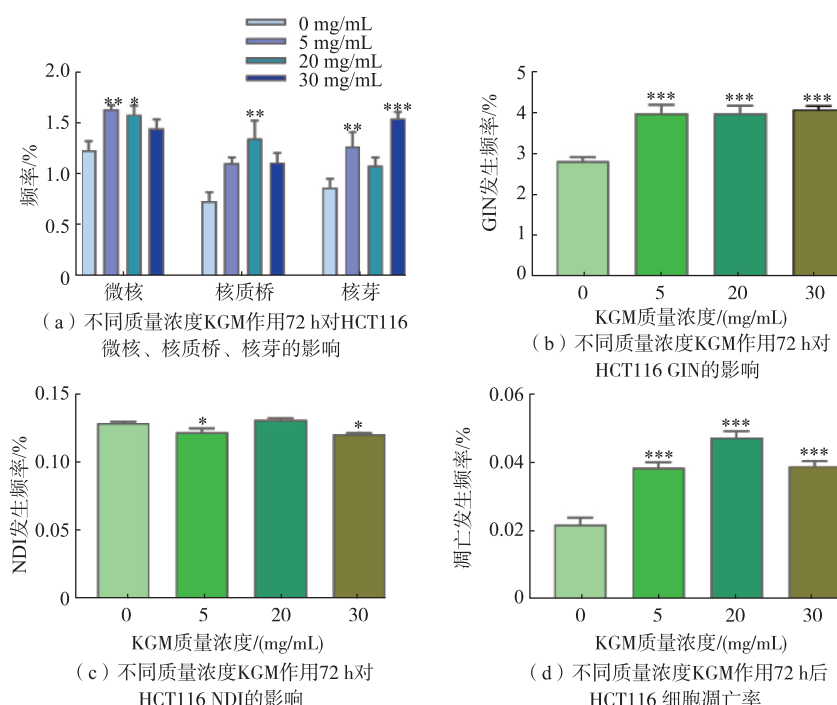 0 mg/mL
5 mg/mL
20 mg/mL
30 mg/mL
频率/%
2.0
1.5
1.0
0.5
0
** *
**
**
***
微核 核质桥 核芽
（a）不同质量浓度KGM作用72 h对HCT116
微核、核质桥、核芽的影响
GIN发生频率/%
5
4
3
2
1
0
*** *** ***
0 5 20 30
KGM质量浓度/(mg/mL)
（b）不同质量浓度KGM作用72 h对
HCT116 GIN的影响
NDI发生频率/%
0.15
0.10
0.05
0
* *
0 5 20 30
KGM质量浓度/(mg/mL)
（c）不同质量浓度KGM作用72 h对
HCT116 NDI的影响
凋亡发生频率/%
0.06
0.04
0.02
0
*** *** ***
0 5 20 30
KGM质量浓度/(mg/mL)
（d）不同质量浓度KGM作用72 h后
HCT116 细胞凋亡率